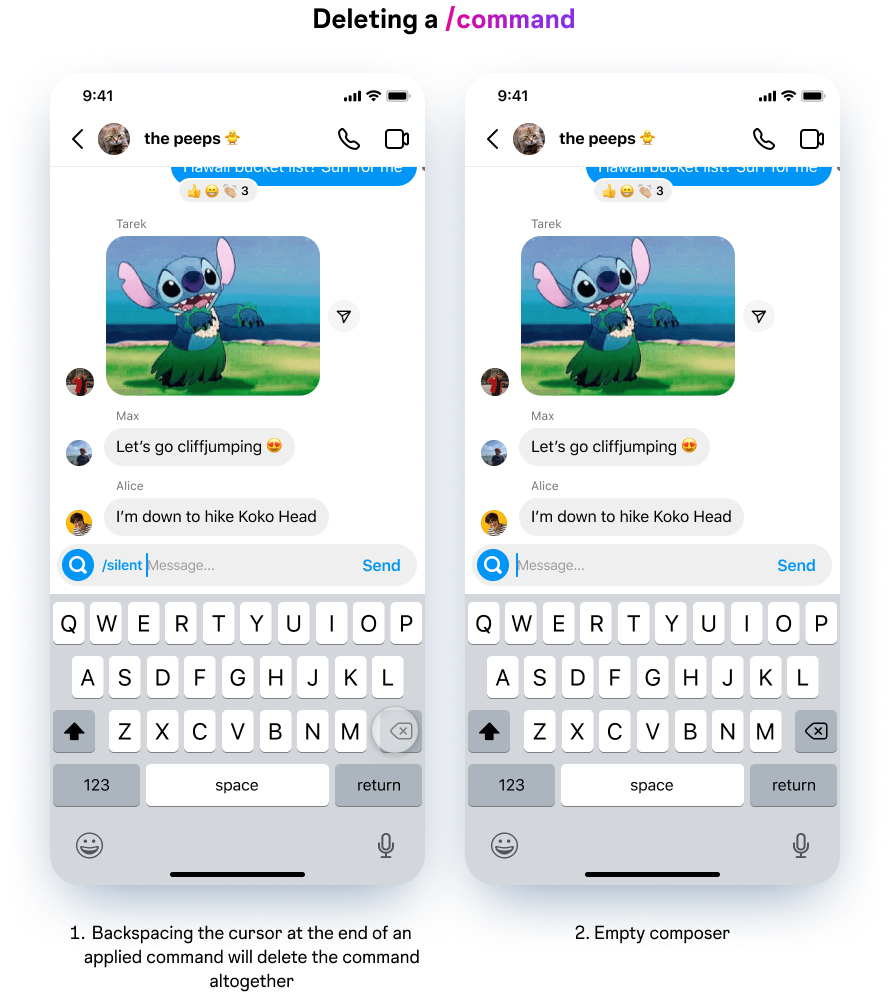 Deleting a /command
9:41
the peeps 🐥
Hawaii bucket list? Surf for me
👍😁👏🏼 3
Tarek
Max
Let's go cliffjumping 😍
Alice
I'm down to hike Koko Head
/silent Message... Send
Q W E R T Y U I O P
A S D F G H J K L
Z X C V B N M
123 space return
1. Backspacing the cursor at the end of an
applied command will delete the command
altogether
9:41
the peeps 🐥
Hawaii bucket list? Surf for me
👍😁👏🏼 3
Tarek
Max
Let's go cliffjumping 😍
Alice
I'm down to hike Koko Head
Message... Send
Q W E R T Y U I O P
A S D F G H J K L
Z X C V B N M
123 space return
2. Empty composer